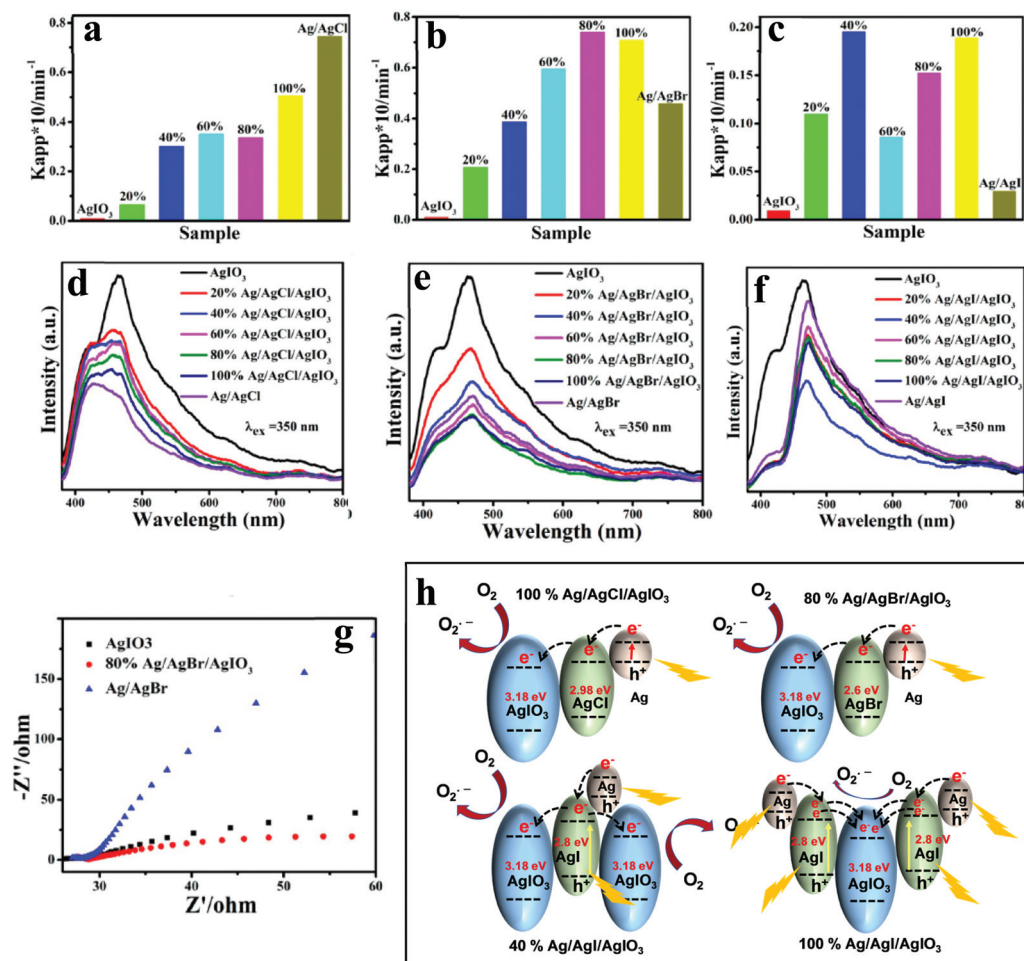 a
Kapp*10/min⁻¹
0.8
0.6
0.4
0.2
0.0
AgIO₃
20%
40%
60%
80%
100%
Ag/AgCl
Sample
b
Kapp*10/min⁻¹
0.8
0.6
0.4
0.2
0.0
AgIO₃
20%
40%
60%
80%
100%
Ag/AgBr
Sample
c
Kapp*10/min⁻¹
0.20
0.15
0.10
0.05
0.00
AgIO₃
20%
40%
60%
80%
100%
Ag/AgI
Sample
d
Intensity (a.u.)
AgIO₃
20% Ag/AgCl/AgIO₃
40% Ag/AgCl/AgIO₃
60% Ag/AgCl/AgIO₃
80% Ag/AgCl/AgIO₃
100% Ag/AgCl/AgIO₃
Ag/AgCl
λex =350 nm
400 500 600 700 800
Wavelength (nm)
e
Intensity (a.u.)
AgIO₃
20% Ag/AgBr/AgIO₃
40% Ag/AgBr/AgIO₃
60% Ag/AgBr/AgIO₃
80% Ag/AgBr/AgIO₃
100% Ag/AgBr/AgIO₃
Ag/AgBr
λex =350 nm
400 500 600 700 800
Wavelength (nm)
f
Intensity (a.u.)
AgIO₃
20% Ag/AgI/AgIO₃
40% Ag/AgI/AgIO₃
60% Ag/AgI/AgIO₃
80% Ag/AgI/AgIO₃
100% Ag/AgI/AgIO₃
Ag/AgI
λex =350 nm
400 500 600 700 800
Wavelength (nm)
g
-Z''/ohm
150
100
50
0
AgIO3
80% Ag/AgBr/AgIO₃
Ag/AgBr
30 40 50 60
Z'/ohm
h
100 % Ag/AgCl/AgIO₃
O₂
O₂·⁻
e⁻
e⁻
e⁻
h⁺
Ag
3.18 eV
AgIO₃
2.98 eV
AgCl
80 % Ag/AgBr/AgIO₃
O₂
O₂·⁻
e⁻
e⁻
e⁻
h⁺
Ag
3.18 eV
AgIO₃
2.6 eV
AgBr
O₂
O₂·⁻
e⁻
Ag
h⁺
e⁻
e⁻
e⁻
3.18 eV
AgIO₃
2.8 eV
AgI
h⁺
3.18 eV
AgIO₃
O₂
40 % Ag/AgI/AgIO₃
e⁻
Ag
h⁺
O₂·⁻
O₂
e⁻
Ag
h⁺
e⁻
e⁻
e⁻
e⁻
e⁻
e⁻
2.8 eV
AgI
h⁺
3.18 eV
AgIO₃
2.8 eV
AgI
h⁺
100 % Ag/AgI/AgIO₃